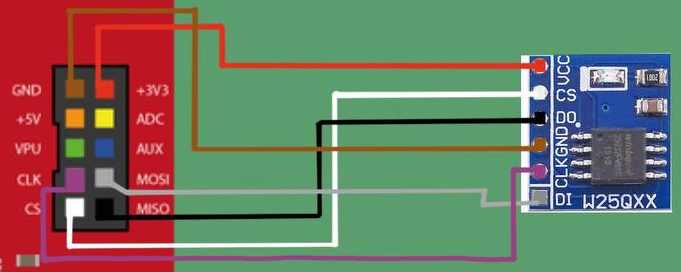 GND +3V3
+5V ADC
VPU AUX
CLK MOSI
CS MISO
VCC
CS
DO
GND
CLK
DI W25QXX